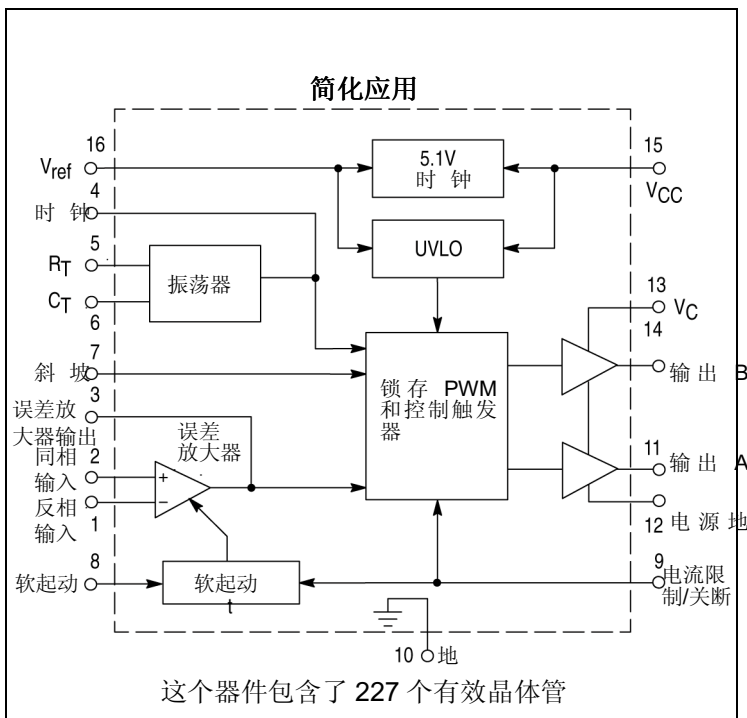 简化应用
16
Vref
4
时 钟
5
RT
CT
6
7
斜 坡
3
误差放
大器输出
同相 2
输入
反相
输入 1
8
软起动
5.1V
时 钟
UVLO
振荡器
锁存 PWM
和控制触发
器
误差
放大器
+
−
软起动
t
15
VCC
13
VC
14
输 出 B
11
输 出 A
12 电 源 地
9
电流限
制/关断
10 地
这个器件包含了 227 个有效晶体管